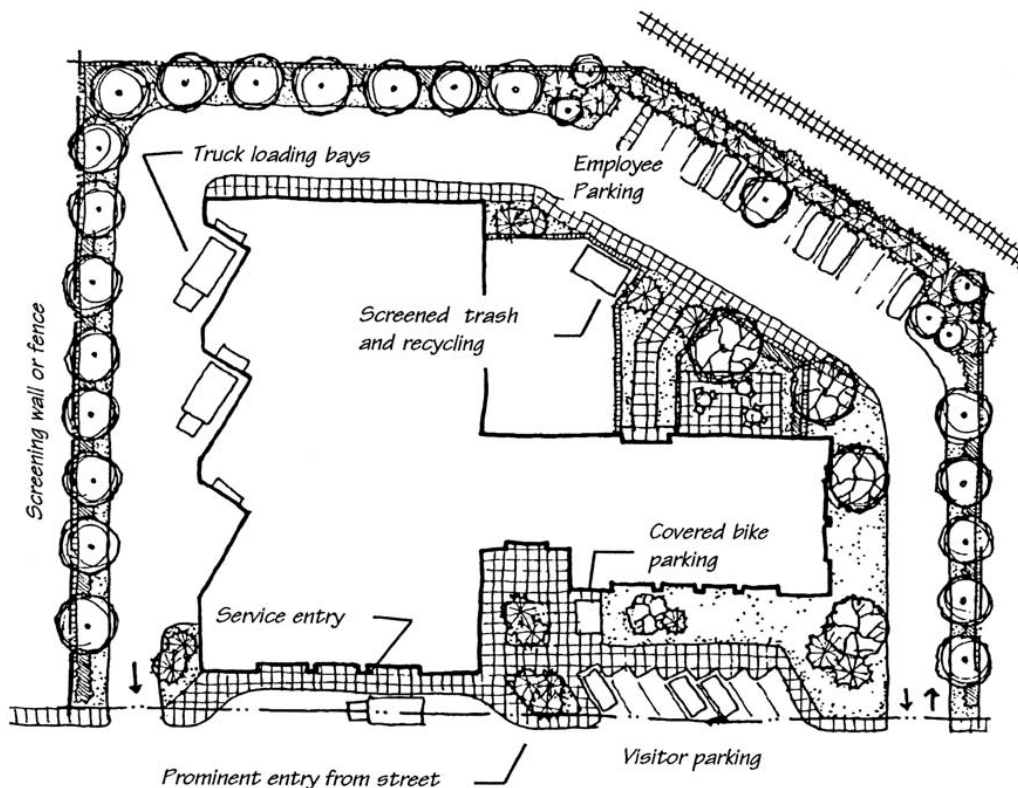 Truck loading bays
Employee
Parking
Screened trash
and recycling
Screening wall or fence
Covered bike
parking
Service entry
Visitor parking
Prominent entry from street